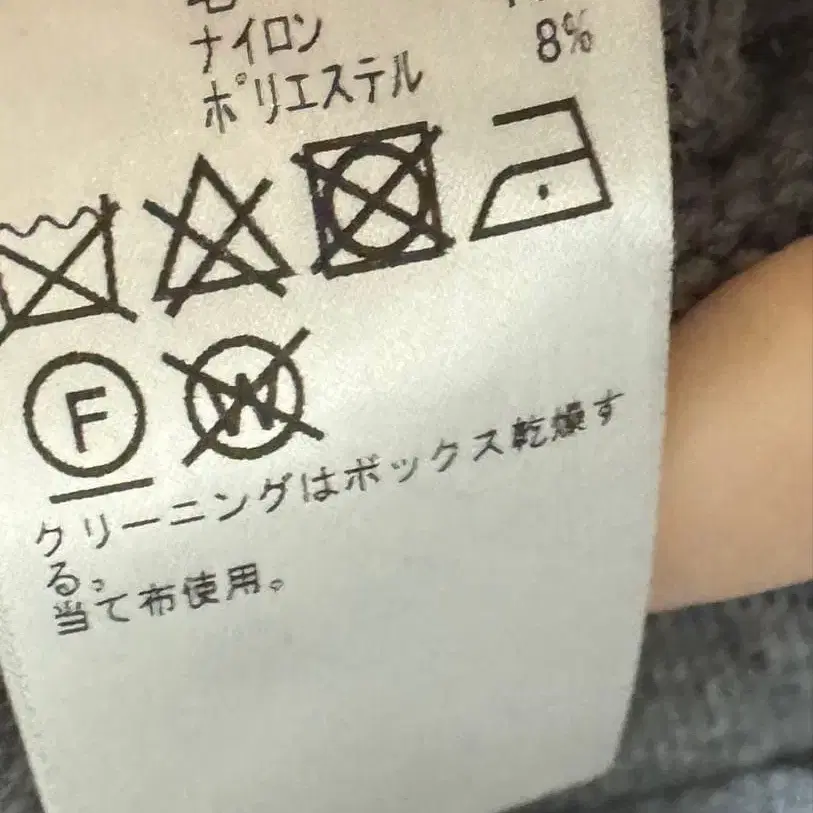 ナイロン 8%
ポリエステル
F
W
クリーニングはボックス乾燥す
る。
当て布使用。